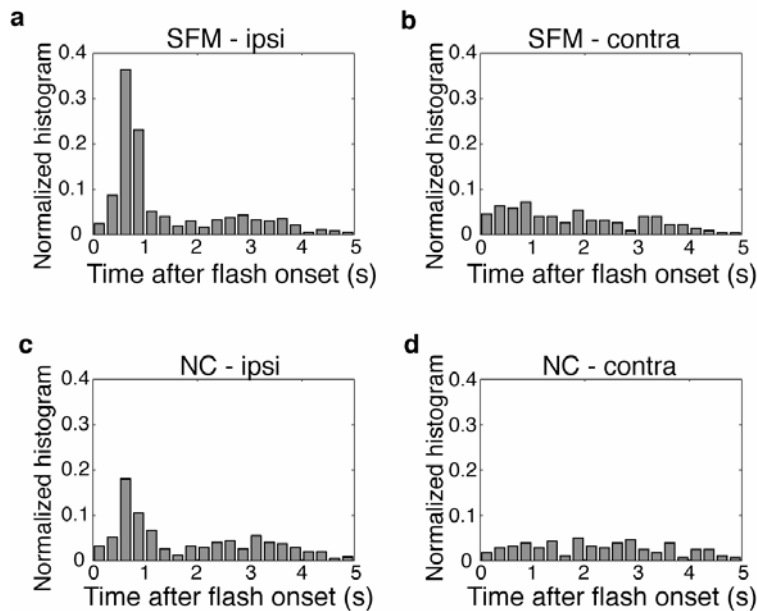 a
SFM - ipsi
Normalized histogram
0.4
0.3
0.2
0.1
0
0 1 2 3 4 5
Time after flash onset (s)
b
SFM - contra
Normalized histogram
0.4
0.3
0.2
0.1
0
0 1 2 3 4 5
Time after flash onset (s)
c
NC - ipsi
Normalized histogram
0.4
0.3
0.2
0.1
0
0 1 2 3 4 5
Time after flash onset (s)
d
NC - contra
Normalized histogram
0.4
0.3
0.2
0.1
0
0 1 2 3 4 5
Time after flash onset (s)